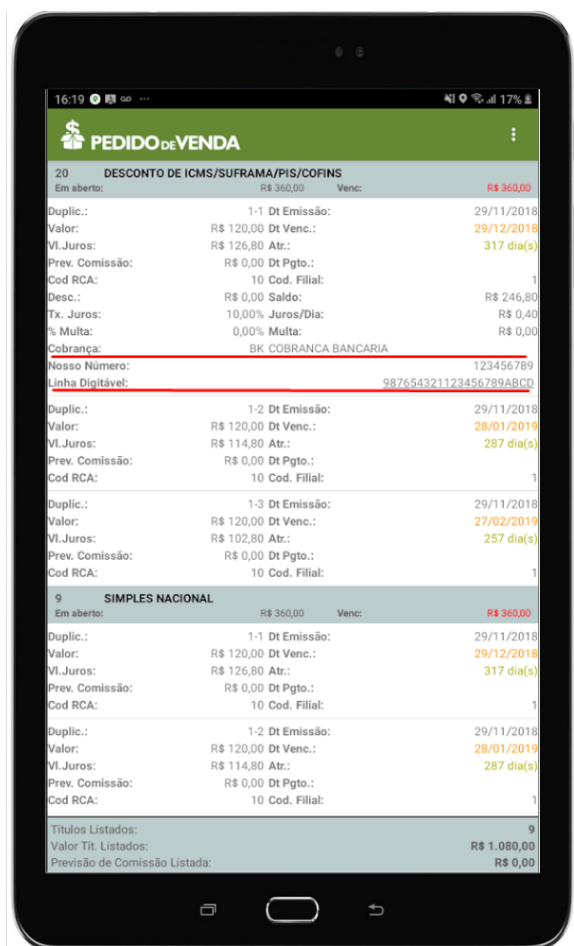 16:19 17%
PEDIDO DE VENDA
20 DESCONTO DE ICMS/SUFRAMA/PIS/COFINS
Em aberto: R$ 360,00 Venc: R$ 360,00
Duplic.: 1-1 Dt Emissão: 29/11/2018
Valor: R$ 120,00 Dt Venc.: 29/12/2018
Vl.Juros: R$ 126,80 Atr.: 317 dia(s)
Prev. Comissão: R$ 0,00 Dt Pgto.:
Cod RCA: 10 Cod. Filial: 1
Desc.: R$ 0,00 Saldo: R$ 246,80
Tx. Juros: 10,00% Juros/Dia: R$ 0,40
% Multa: 0,00% Multa: R$ 0,00
Cobrança: BK COBRANCA BANCARIA
Nosso Número: 123456789
Linha Digitável: 987654321123456789ABCD
Duplic.: 1-2 Dt Emissão: 29/11/2018
Valor: R$ 120,00 Dt Venc.: 28/01/2019
Vl.Juros: R$ 114,80 Atr.: 287 dia(s)
Prev. Comissão: R$ 0,00 Dt Pgto.:
Cod RCA: 10 Cod. Filial: 1
Duplic.: 1-3 Dt Emissão: 29/11/2018
Valor: R$ 120,00 Dt Venc.: 27/02/2019
Vl.Juros: R$ 102,80 Atr.: 257 dia(s)
Prev. Comissão: R$ 0,00 Dt Pgto.:
Cod RCA: 10 Cod. Filial: 1
9 SIMPLES NACIONAL
Em aberto: R$ 360,00 Venc: R$ 360,00
Duplic.: 1-1 Dt Emissão: 29/11/2018
Valor: R$ 120,00 Dt Venc.: 29/12/2018
Vl.Juros: R$ 126,80 Atr.: 317 dia(s)
Prev. Comissão: R$ 0,00 Dt Pgto.:
Cod RCA: 10 Cod. Filial: 1
Duplic.: 1-2 Dt Emissão: 29/11/2018
Valor: R$ 120,00 Dt Venc.: 28/01/2019
Vl.Juros: R$ 114,80 Atr.: 287 dia(s)
Prev. Comissão: R$ 0,00 Dt Pgto.:
Cod RCA: 10 Cod. Filial: 1
Títulos Listados: 9
Valor Tít. Listados: R$ 1.080,00
Previsão de Comissão Listada: R$ 0,00